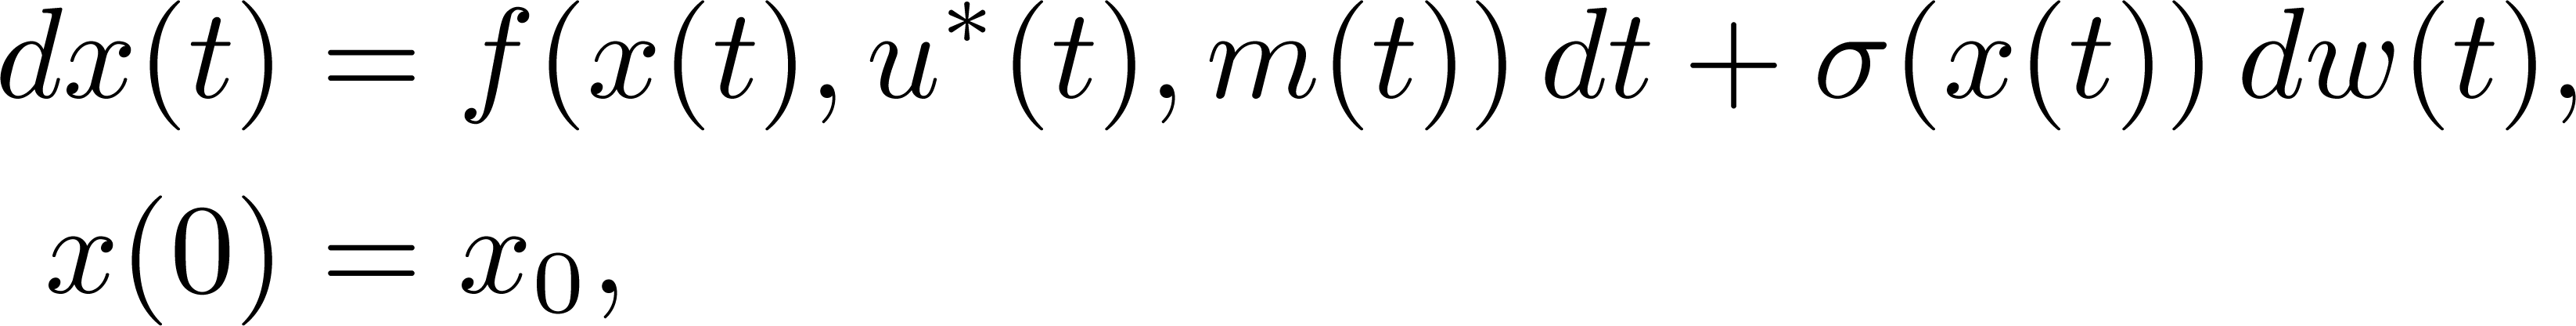 dx(t) = f(x(t), u*(t), m(t)) dt + σ(x(t)) dw(t),
x(0) = x₀,